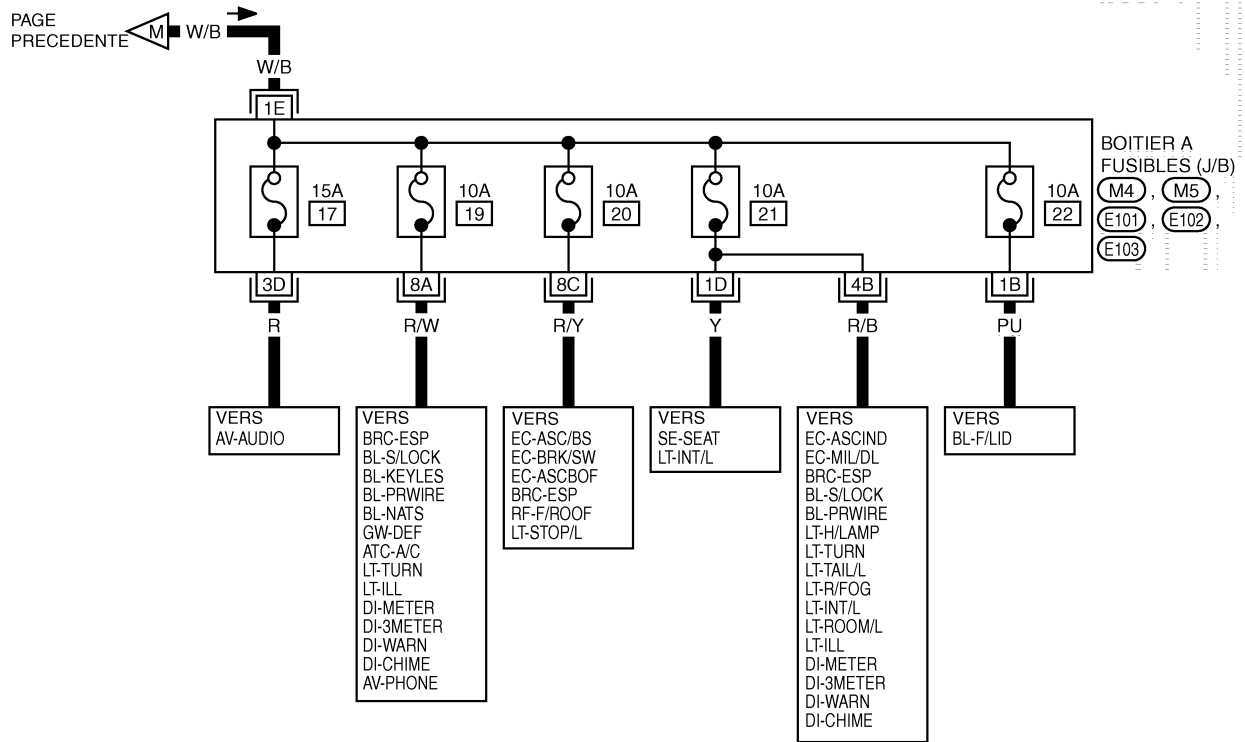 PAGE
PRECEDENTE
M
W/B
W/B
1E
BOITIER A
FUSIBLES (J/B)
M4 , M5 ,
E101 , E102 ,
E103
15A
17
10A
19
10A
20
10A
21
10A
22
3D
8A
8C
1D
4B
1B
R
R/W
R/Y
Y
R/B
PU
VERS
AV-AUDIO
VERS
BRC-ESP
BL-S/LOCK
BL-KEYLES
BL-PRWIRE
BL-NATS
GW-DEF
ATC-A/C
LT-TURN
LT-ILL
DI-METER
DI-3METER
DI-WARN
DI-CHIME
AV-PHONE
VERS
EC-ASC/BS
EC-BRK/SW
EC-ASCBOF
BRC-ESP
RF-F/ROOF
LT-STOP/L
VERS
SE-SEAT
LT-INT/L
VERS
EC-ASCIND
EC-MIL/DL
BRC-ESP
BL-S/LOCK
BL-PRWIRE
LT-H/LAMP
LT-TURN
LT-TAIL/L
LT-R/FOG
LT-INT/L
LT-ROOM/L
LT-ILL
DI-METER
DI-3METER
DI-WARN
DI-CHIME
VERS
BL-F/LID